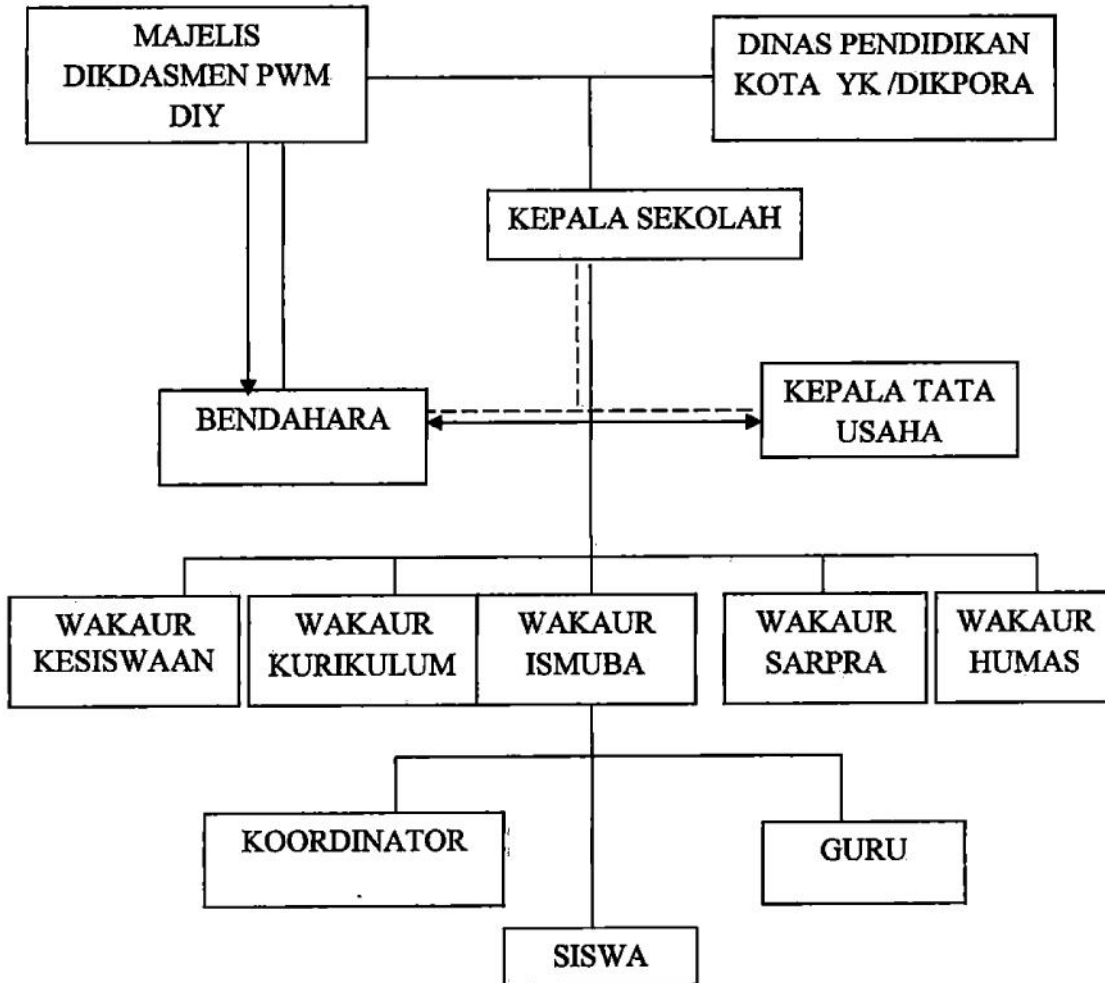 MAJELIS
DIKDASMEN PWM
DIY
DINAS PENDIDIKAN
KOTA YK /DIKPORA
KEPALA SEKOLAH
BENDAHARA
KEPALA TATA
USAHA
WAKAUR
KESISWAAN
WAKAUR
KURIKULUM
WAKAUR
ISMUBA
WAKAUR
SARPRA
WAKAUR
HUMAS
KOORDINATOR
GURU
SISWA